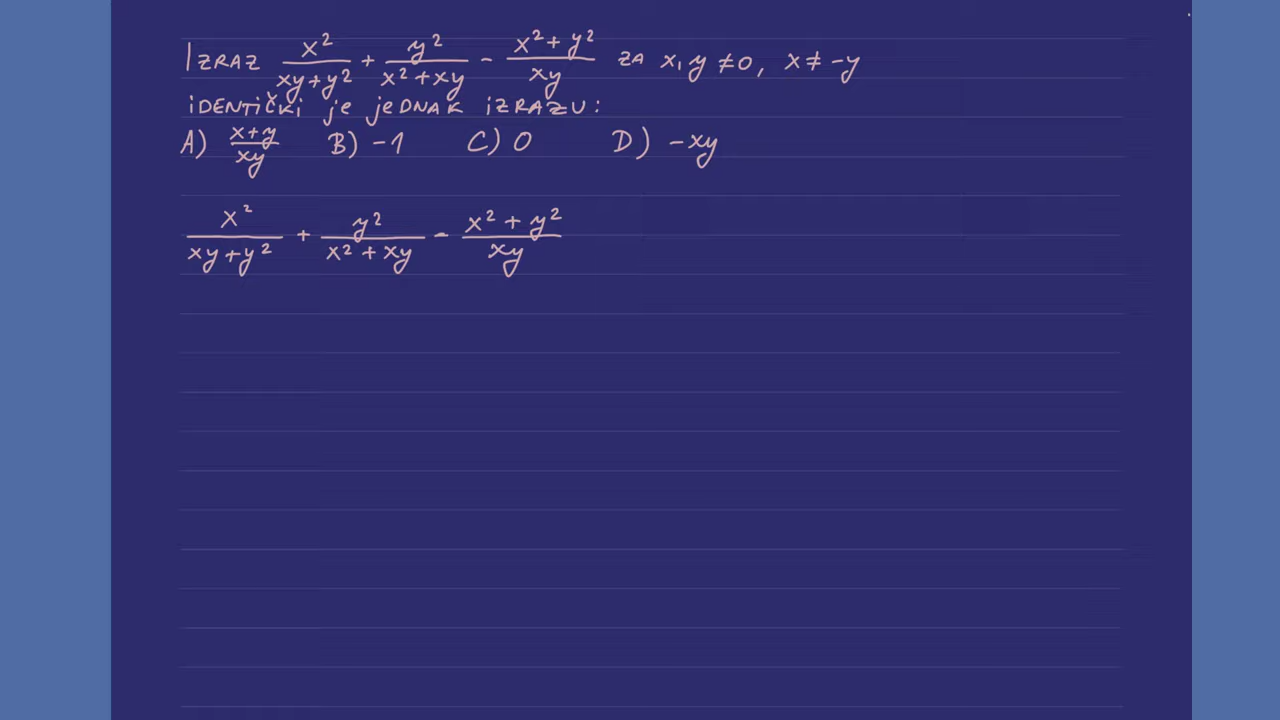 Izraz x²/(xy+y²) + y²/(x²+xy) - (x²+y²)/(xy) za x, y ≠ 0, x ≠ -y
identički je jednak izrazu:
A) (x+y)/(xy) B) -1 C) 0 D) -xy
x²/(xy+y²) + y²/(x²+xy) - (x²+y²)/(xy)